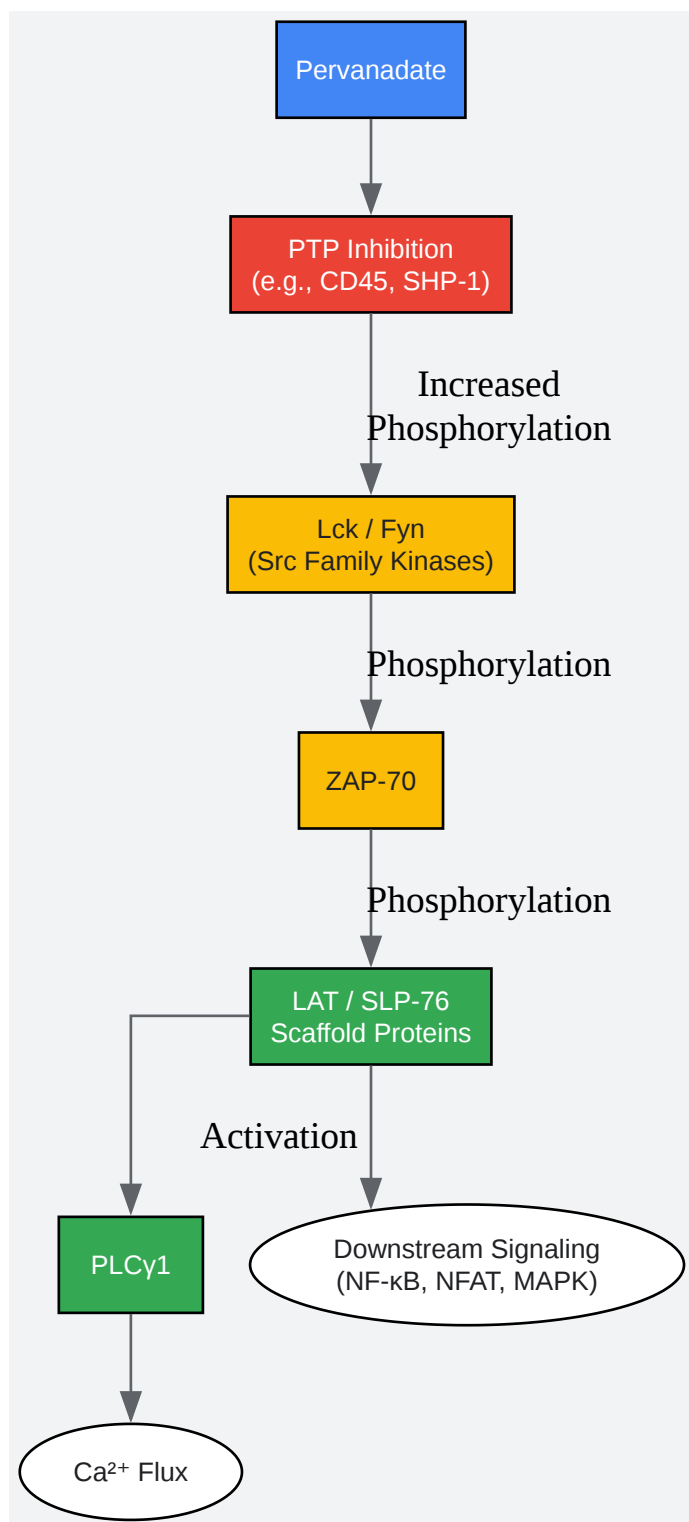 Pervanadate
PTP Inhibition
(e.g., CD45, SHP-1)
Increased
Phosphorylation
Lck / Fyn
(Src Family Kinases)
Phosphorylation
ZAP-70
Phosphorylation
LAT / SLP-76
Scaffold Proteins
Activation
PLCγ1
Downstream Signaling
(NF-κB, NFAT, MAPK)
Ca²⁺ Flux